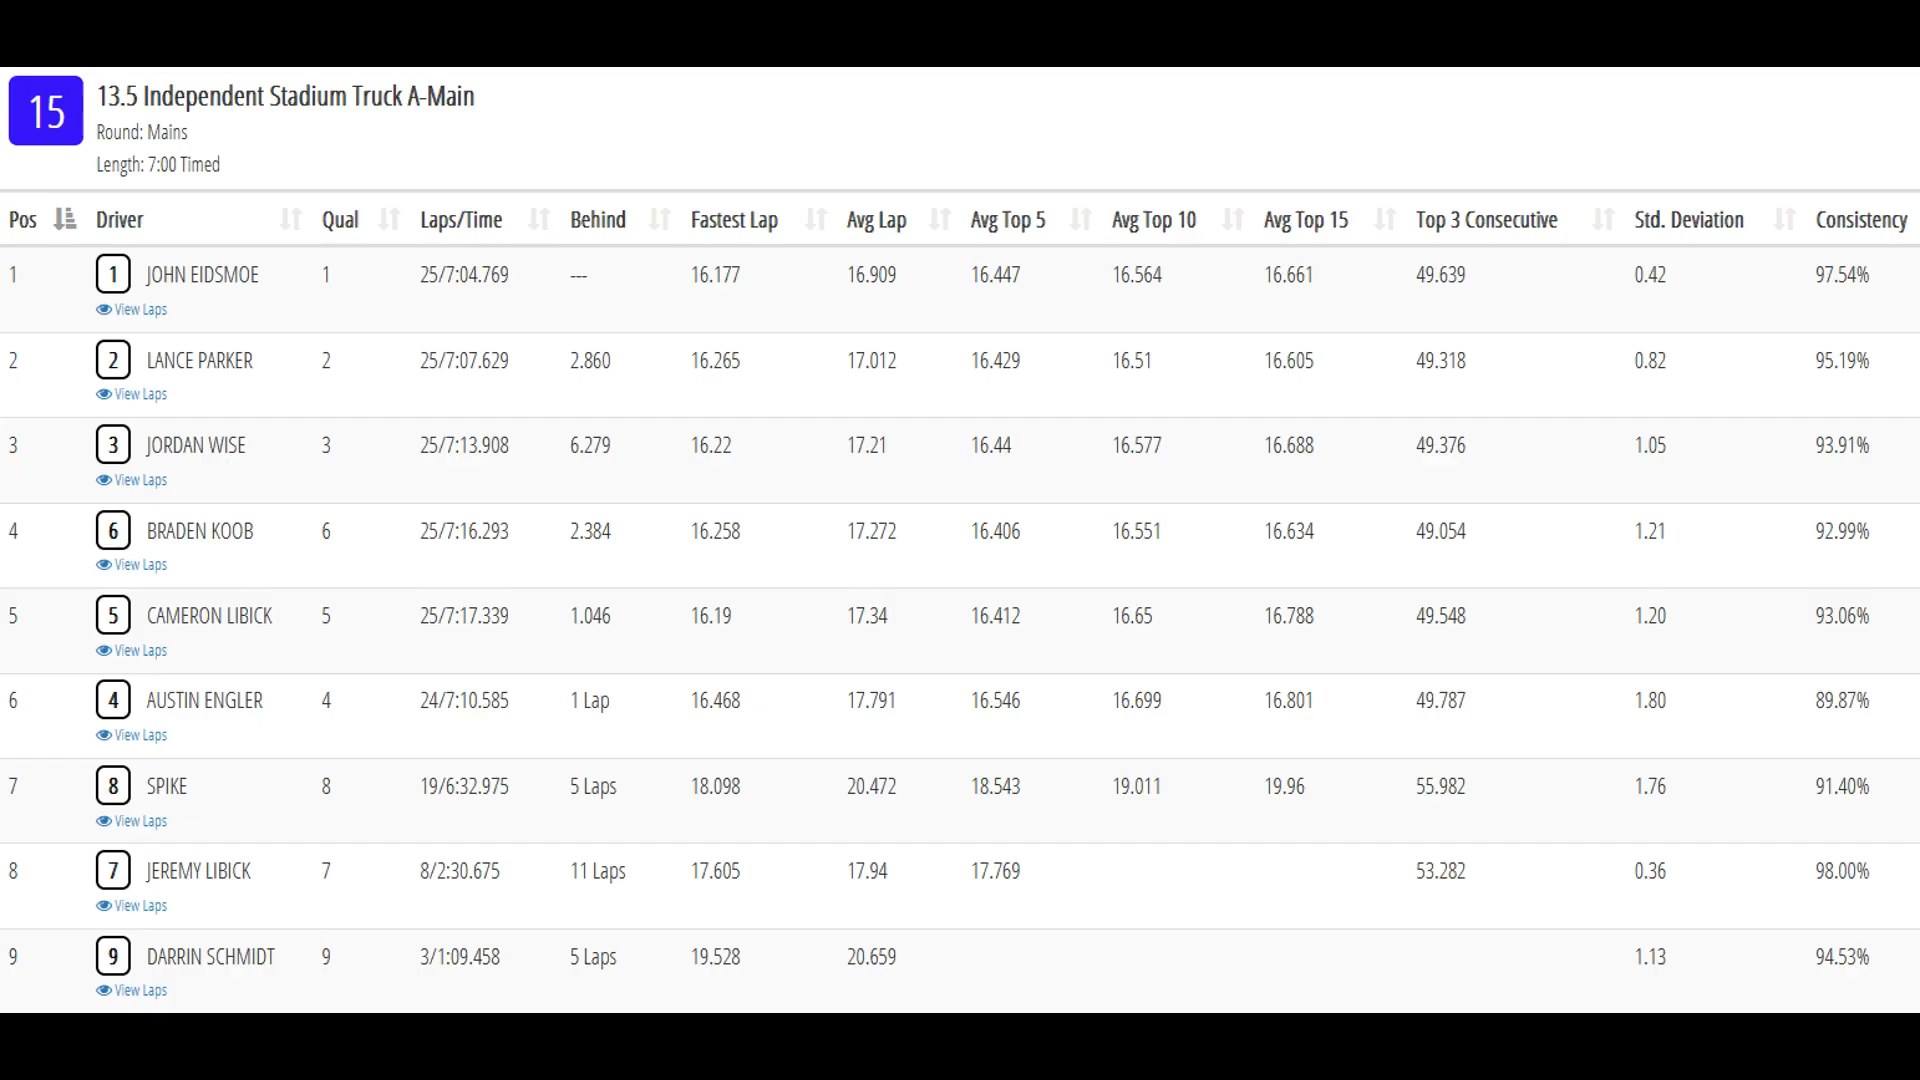 15
13.5 Independent Stadium Truck A-Main
Round: Mains
Length: 7:00 Timed
Pos Driver Qual Laps/Time Behind Fastest Lap Avg Lap Avg Top 5 Avg Top 10 Avg Top 15 Top 3 Consecutive Std. Deviation Consistency
1 1 JOHN EIDSMOE 1 25/7:04.769 --- 16.177 16.909 16.447 16.564 16.661 49.639 0.42 97.54%
View Laps
2 2 LANCE PARKER 2 25/7:07.629 2.860 16.265 17.012 16.429 16.51 16.605 49.318 0.82 95.19%
View Laps
3 3 JORDAN WISE 3 25/7:13.908 6.279 16.22 17.21 16.44 16.577 16.688 49.376 1.05 93.91%
View Laps
4 6 BRADEN KOOB 6 25/7:16.293 2.384 16.258 17.272 16.406 16.551 16.634 49.054 1.21 92.99%
View Laps
5 5 CAMERON LIBICK 5 25/7:17.339 1.046 16.19 17.34 16.412 16.65 16.788 49.548 1.20 93.06%
View Laps
6 4 AUSTIN ENGLER 4 24/7:10.585 1 Lap 16.468 17.791 16.546 16.699 16.801 49.787 1.80 89.87%
View Laps
7 8 SPIKE 8 19/6:32.975 5 Laps 18.098 20.472 18.543 19.011 19.96 55.982 1.76 91.40%
View Laps
8 7 JEREMY LIBICK 7 8/2:30.675 11 Laps 17.605 17.94 17.769 53.282 0.36 98.00%
View Laps
9 9 DARRIN SCHMIDT 9 3/1:09.458 5 Laps 19.528 20.659 1.13 94.53%
View Laps